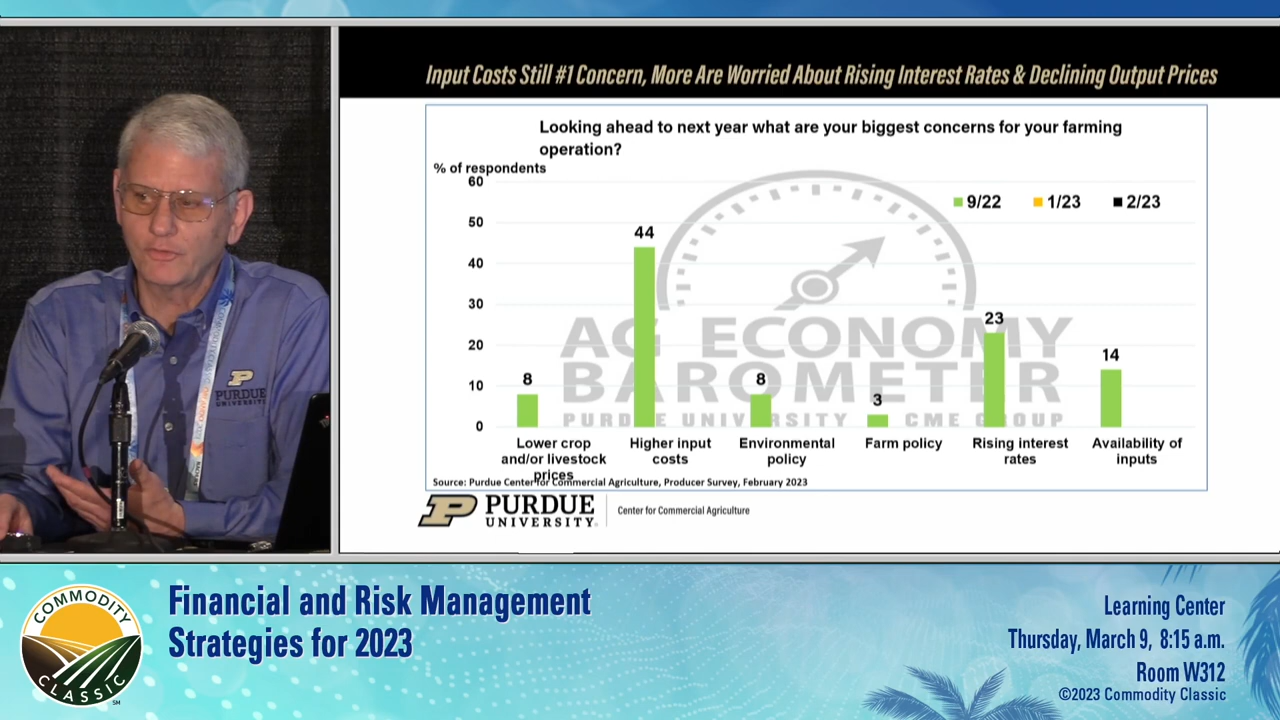 Input Costs Still #1 Concern, More Are Worried About Rising Interest Rates & Declining Output Prices
Looking ahead to next year what are your biggest concerns for your farming
operation?
% of respondents
60
50
40
30
20
10
0
9/22 1/23 2/23
8
44
8
3
23
14
AG ECONOMY
BAROMETER
PURDUE UNIVERSITY CME GROUP
Lower crop
and/or livestock
prices
Higher input
costs
Environmental
policy
Farm policy
Rising interest
rates
Availability of
inputs
Source: Purdue Center for Commercial Agriculture, Producer Survey, February 2023
P PURDUE
UNIVERSITY
Center for Commercial Agriculture
P
PURDUE
UNIVERSITY
COMMODITY
CLASSIC
SM
Financial and Risk Management
Strategies for 2023
Learning Center
Thursday, March 9, 8:15 a.m.
Room W312
©2023 Commodity Classic